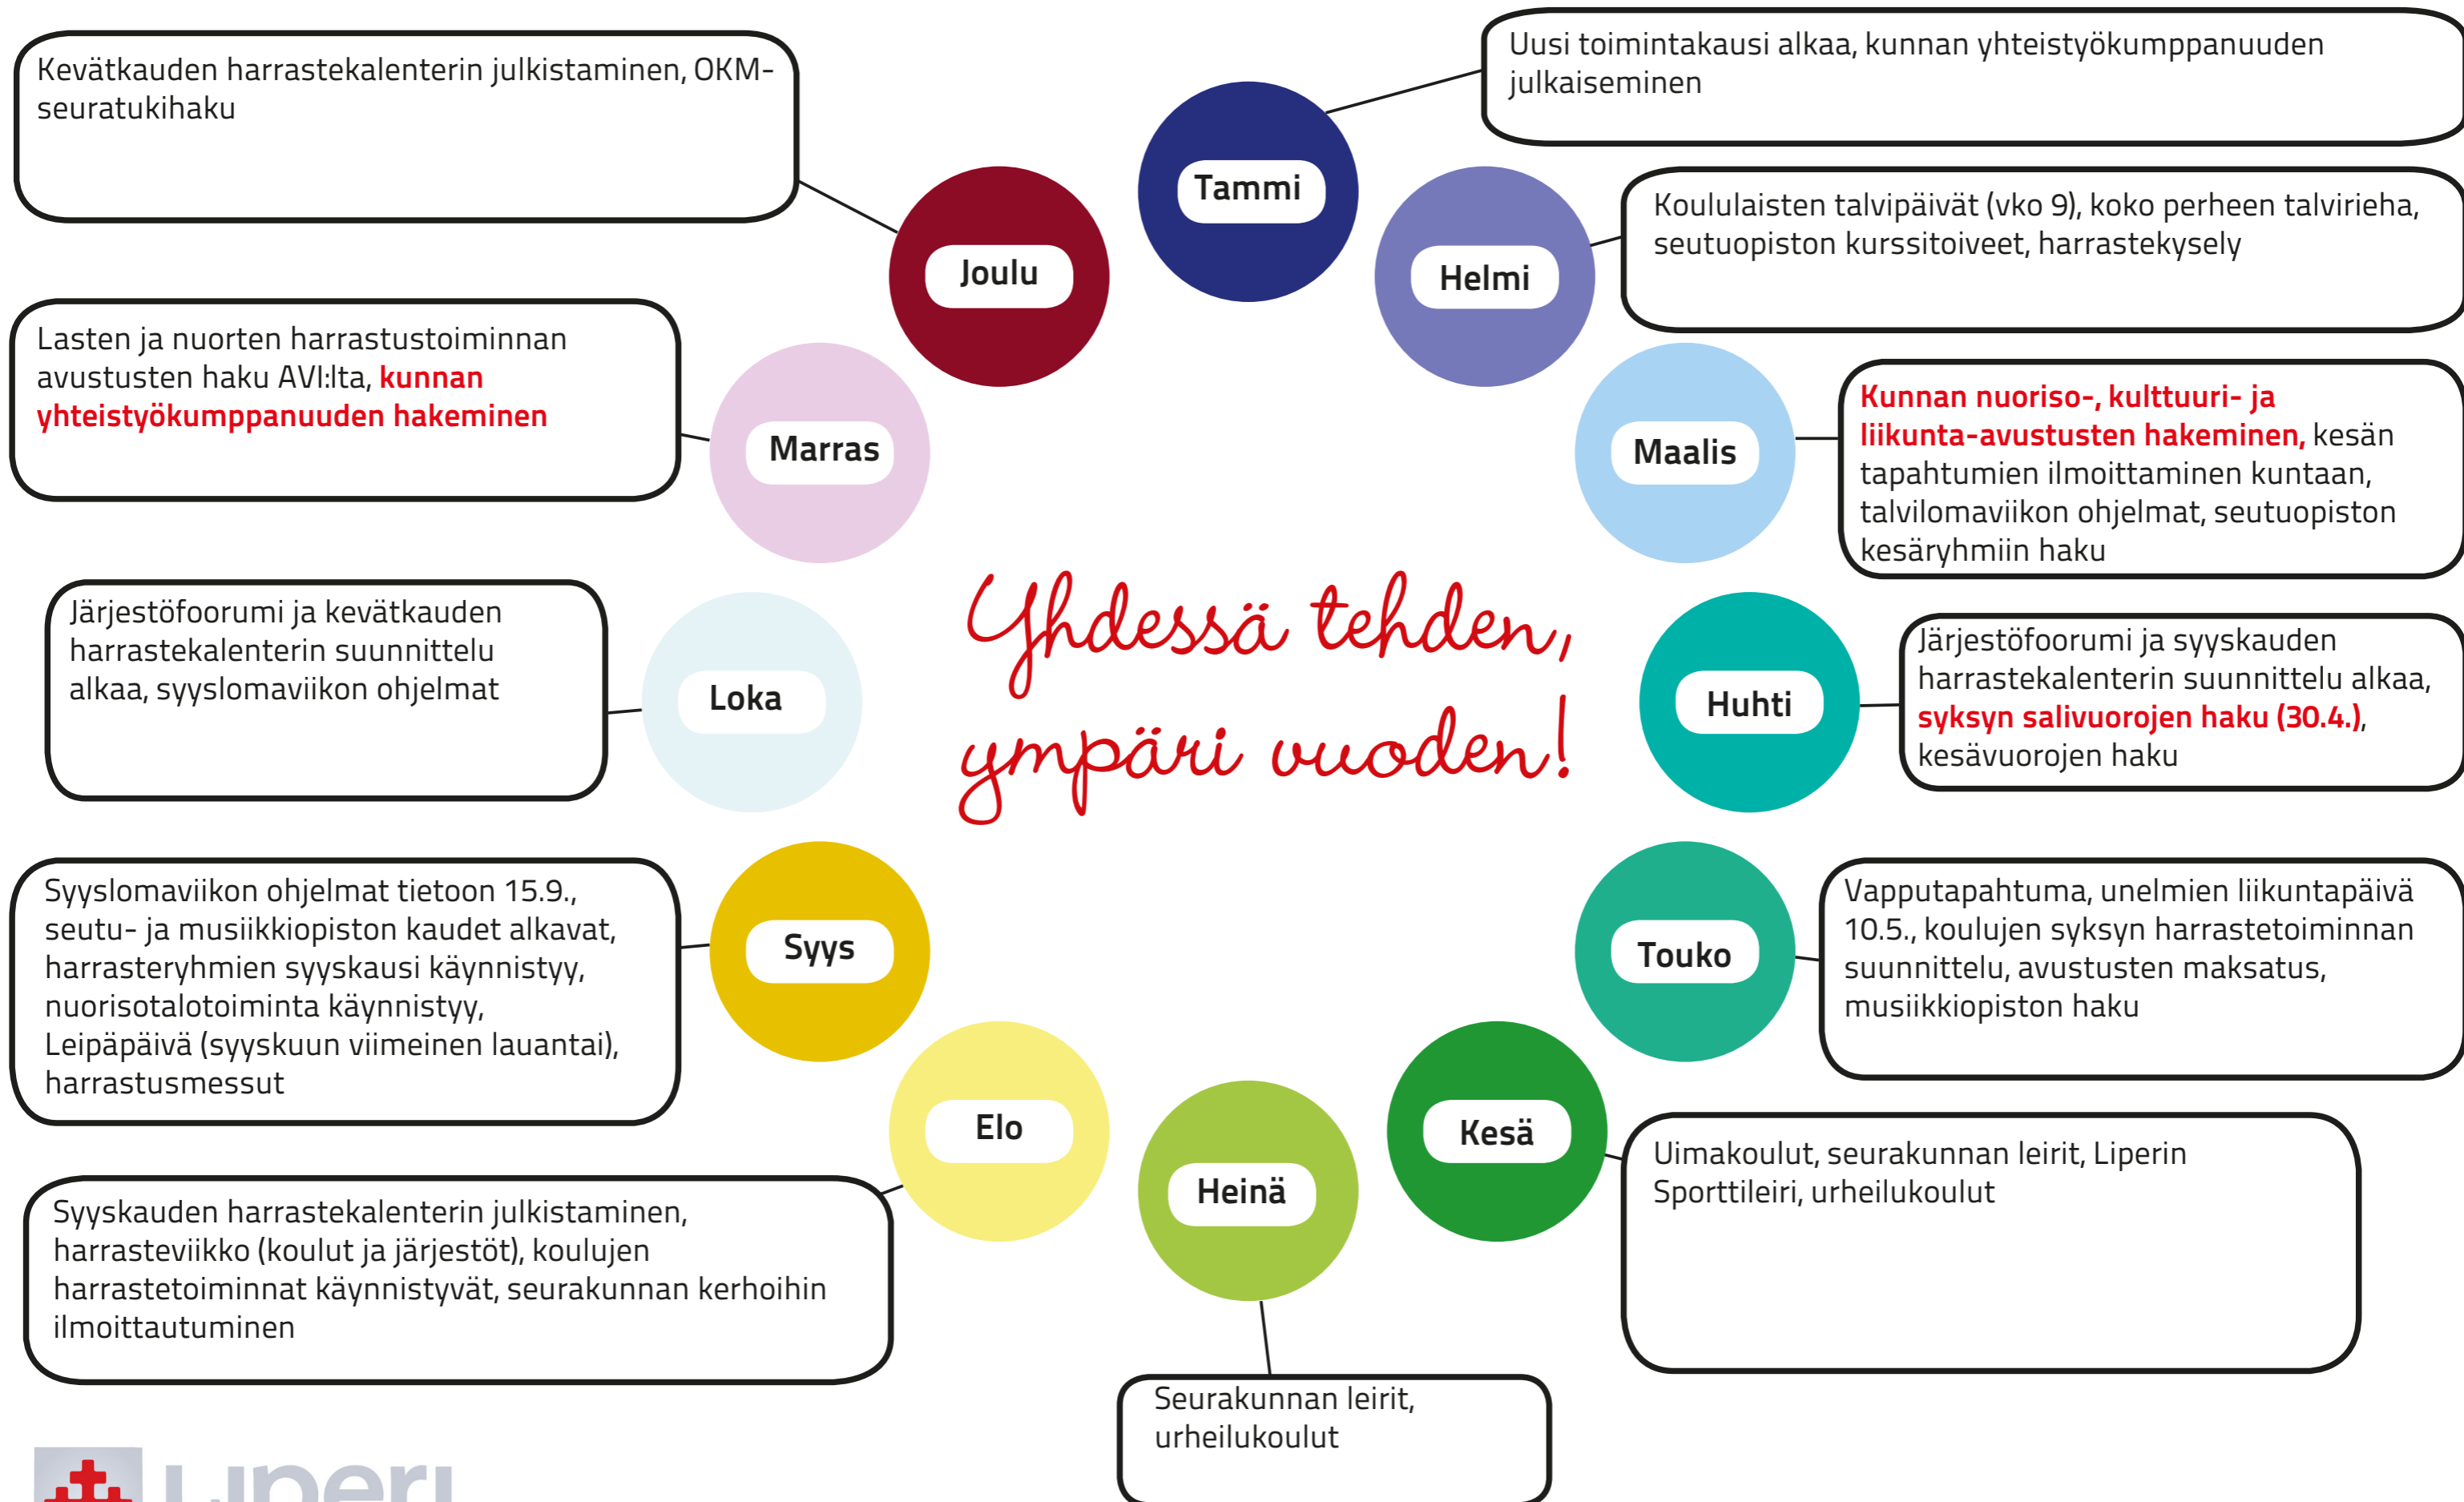 Tammi
Uusi toimintakausi alkaa, kunnan yhteistyökumppanuuden
julkaiseminen
Helmi
Koululaisten talvipäivät (vko 9), koko perheen talvirieha,
seutuopiston kurssitoiveet, harrastekysely
Maalis
Kunnan nuoriso-, kulttuuri- ja
liikunta-avustusten hakeminen, kesän
tapahtumien ilmoittaminen kuntaan,
talvilomaviikon ohjelmat, seutuopiston
kesäryhmiin haku
Huhti
Järjestöfoorumi ja syyskauden
harrastekalenterin suunnittelu alkaa,
syksyn salivuorojen haku (30.4.),
kesävuorojen haku
Touko
Vapputapahtuma, unelmien liikuntapäivä
10.5., koulujen syksyn harrastetoiminnan
suunnittelu, avustusten maksatus,
musiikkiopiston haku
Kesä
Uimakoulut, seurakunnan leirit, Liperin
Sporttileiri, urheilukoulut
Heinä
Seurakunnan leirit,
urheilukoulut
Elo
Syyskauden harrastekalenterin julkistaminen,
harrasteviikko (koulut ja järjestöt), koulujen
harrastetoiminnat käynnistyvät, seurakunnan kerhoihin
ilmoittautuminen
Syys
Syyslomaviikon ohjelmat tietoon 15.9.,
seutu- ja musiikkiopiston kaudet alkavat,
harrasteryhmien syyskausi käynnistyy,
nuorisotalotoiminta käynnistyy,
Leipäpäivä (syyskuun viimeinen lauantai),
harrastusmessut
Loka
Järjestöfoorumi ja kevätkauden
harrastekalenterin suunnittelu
alkaa, syyslomaviikon ohjelmat
Marras
Lasten ja nuorten harrastustoiminnan
avustusten haku AVI:lta, kunnan
yhteistyökumppanuuden hakeminen
Joulu
Kevätkauden harrastekalenterin julkistaminen, OKM-
seuratukihaku
Yhdessä tehden,
ympäri vuoden!
Liperi